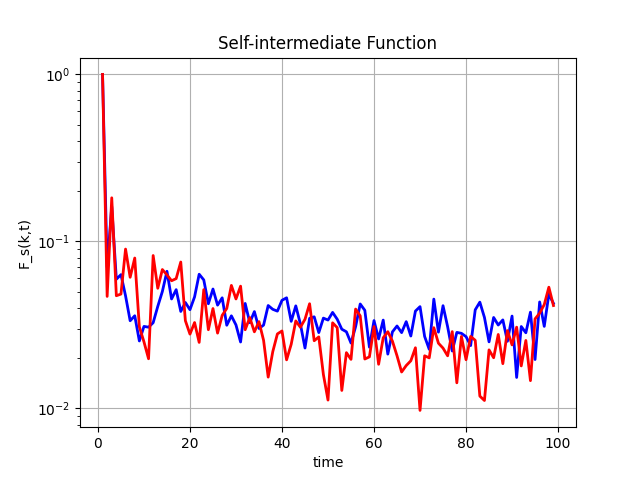 Self-intermediate Function
F_s(k,t)
10⁰
10⁻¹
10⁻²
0 20 40 60 80 100
time